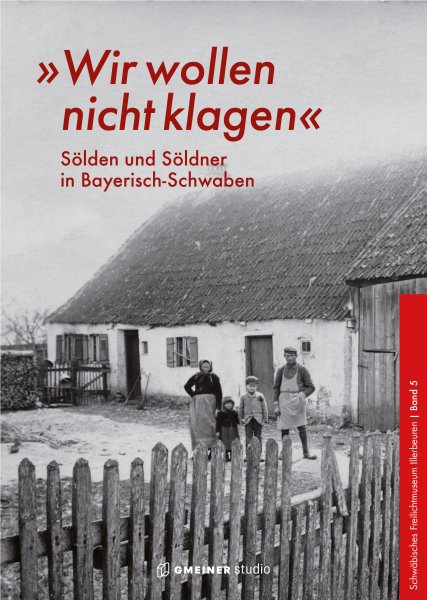 »Wir wollen
nicht klagen«
Sölden und Söldner
in Bayerisch-Schwaben
Schwäbisches Freilichtmuseum Illerbeuren | Band 5
GMEINER studio